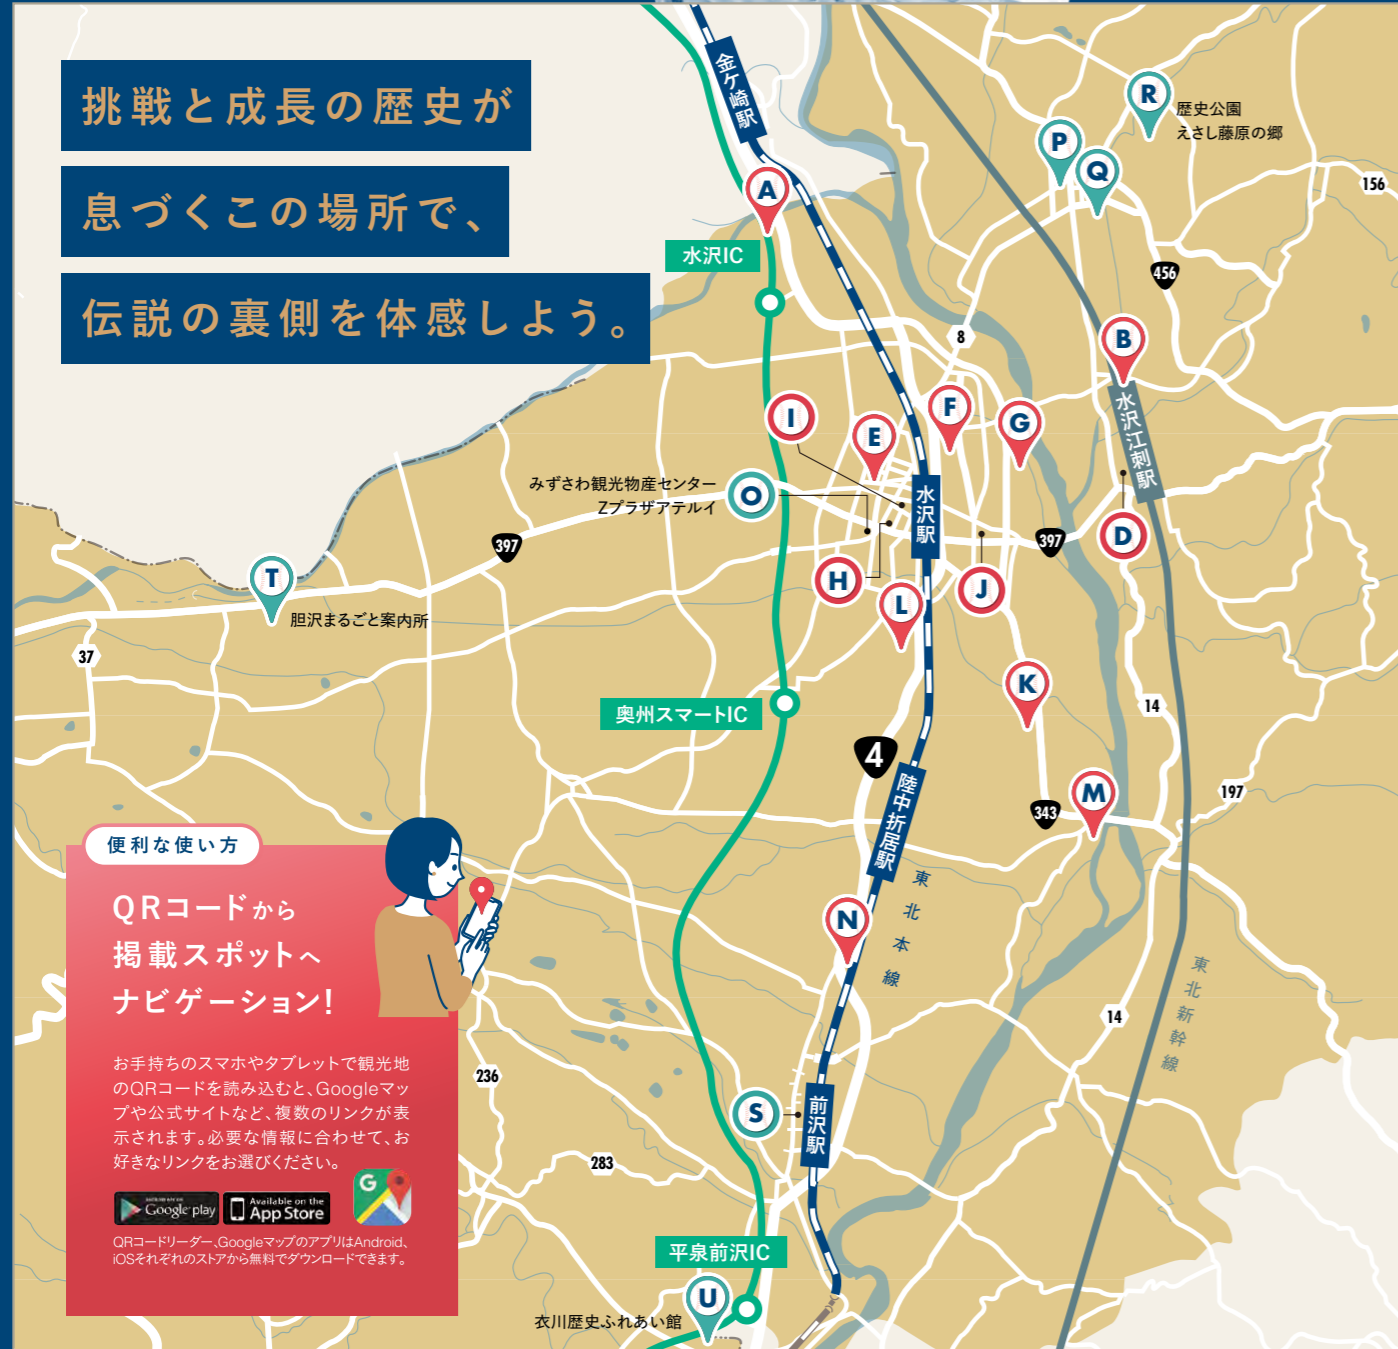 挑戦と成長の歴史が
息づくこの場所で、
伝説の裏側を体感しよう。
金ケ崎駅
A
水沢IC
R
歴史公園
えさし藤原の郷
P
Q
156
456
8
B
水沢江刺駅
I
E
F
G
みずさわ観光物産センター
Zプラザアテルイ
O
水沢駅
397
397
D
T
胆沢まるごと案内所
H
J
L
37
K
奥州スマートIC
14
4
陸中折居駅
197
M
343
N
東北本線
東北新幹線
14
236
S
前沢駅
283
平泉前沢IC
U
衣川歴史ふれあい館
便利な使い方
QRコードから
掲載スポットへ
ナビゲーション!
お手持ちのスマホやタブレットで観光地
のQRコードを読み込むと、Googleマッ
プや公式サイトなど、複数のリンクが表
示されます。必要な情報に合わせて、お
好きなリンクをお選びください。
Google play
Available on the
App Store
G
QRコードリーダー、GoogleマップのアプリはAndroid、
iOSそれぞれのストアから無料でダウンロードできます。